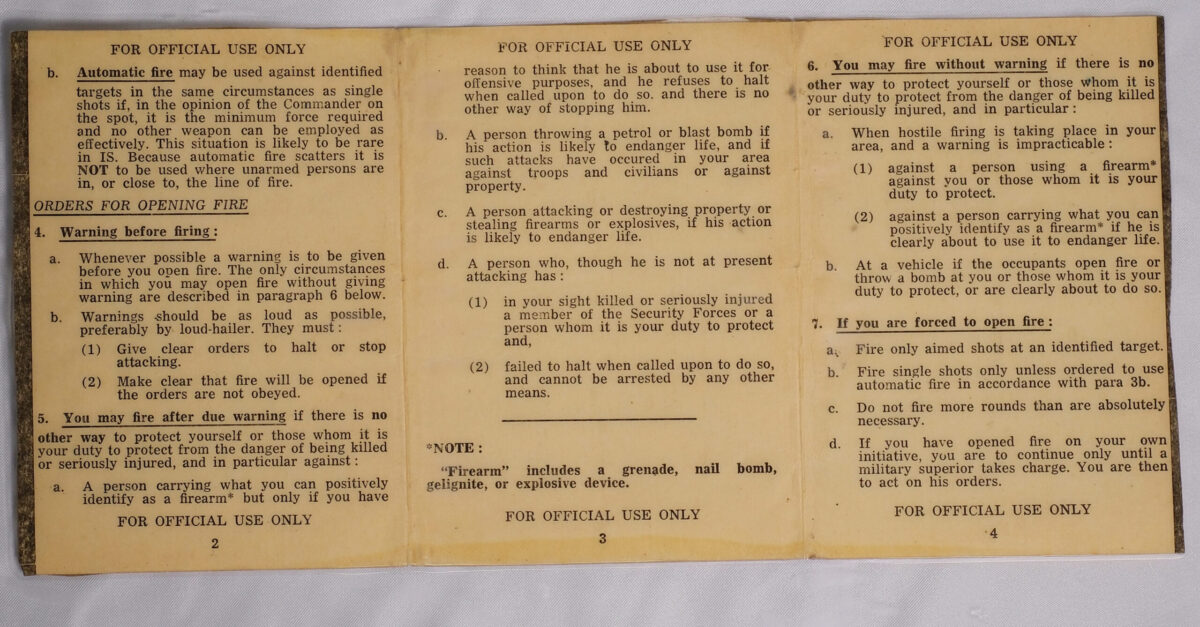 FOR OFFICIAL USE ONLY
b. Automatic fire may be used against identified
targets in the same circumstances as single
shots if, in the opinion of the Commander on
the spot, it is the minimum force required
and no other weapon can be employed as
effectively. This situation is likely to be rare
in IS. Because automatic fire scatters it is
NOT to be used where unarmed persons are
in, or close to, the line of fire.
ORDERS FOR OPENING FIRE
4. Warning before firing :
a. Whenever possible a warning is to be given
before you open fire. The only circumstances
in which you may open fire without giving
warning are described in paragraph 6 below.
b. Warnings should be as loud as possible,
preferably by loud-hailer. They must :
(1) Give clear orders to halt or stop
attacking.
(2) Make clear that fire will be opened if
the orders are not obeyed.
5. You may fire after due warning if there is no
other way to protect yourself or those whom it is
your duty to protect from the danger of being killed
or seriously injured, and in particular against :
a. A person carrying what you can positively
identify as a firearm* but only if you have
FOR OFFICIAL USE ONLY
2
FOR OFFICIAL USE ONLY
reason to think that he is about to use it for
offensive purposes, and he refuses to halt
when called upon to do so. and there is no
other way of stopping him.
b. A person throwing a petrol or blast bomb if
his action is likely to endanger life, and if
such attacks have occured in your area
against troops and civilians or against
property.
c. A person attacking or destroying property or
stealing firearms or explosives, if his action
is likely to endanger life.
d. A person who, though he is not at present
attacking has :
(1) in your sight killed or seriously injured
a member of the Security Forces or a
person whom it is your duty to protect
and,
(2) failed to halt when called upon to do so,
and cannot be arrested by any other
means.
*NOTE :
"Firearm" includes a grenade, nail bomb,
gelignite, or explosive device.
FOR OFFICIAL USE ONLY
3
FOR OFFICIAL USE ONLY
6. You may fire without warning if there is no
other way to protect yourself or those whom it is
your duty to protect from the danger of being killed
or seriously injured, and in particular :
a. When hostile firing is taking place in your
area, and a warning is impracticable :
(1) against a person using a firearm*
against you or those whom it is your
duty to protect.
(2) against a person carrying what you can
positively identify as a firearm* if he is
clearly about to use it to endanger life.
b. At a vehicle if the occupants open fire or
throw a bomb at you or those whom it is your
duty to protect, or are clearly about to do so.
7. If you are forced to open fire :
a. Fire only aimed shots at an identified target.
b. Fire single shots only unless ordered to use
automatic fire in accordance with para 3b.
c. Do not fire more rounds than are absolutely
necessary.
d. If you have opened fire on your own
initiative, you are to continue only until a
military superior takes charge. You are then
to act on his orders.
FOR OFFICIAL USE ONLY
4